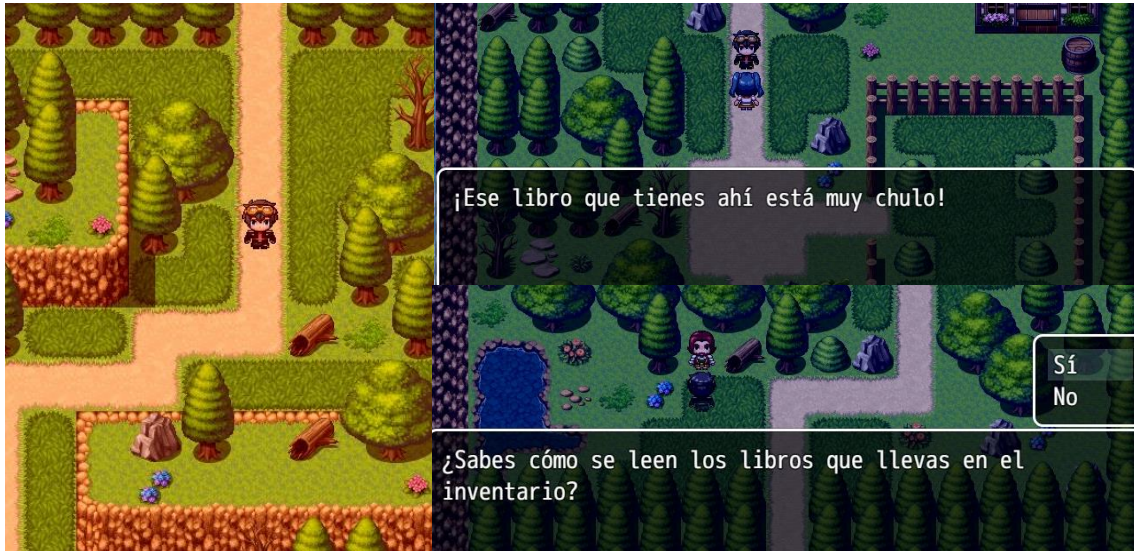 ¡Ese libro que tienes ahí está muy chulo!
Sí
No
¿Sabes cómo se leen los libros que llevas en el
inventario?